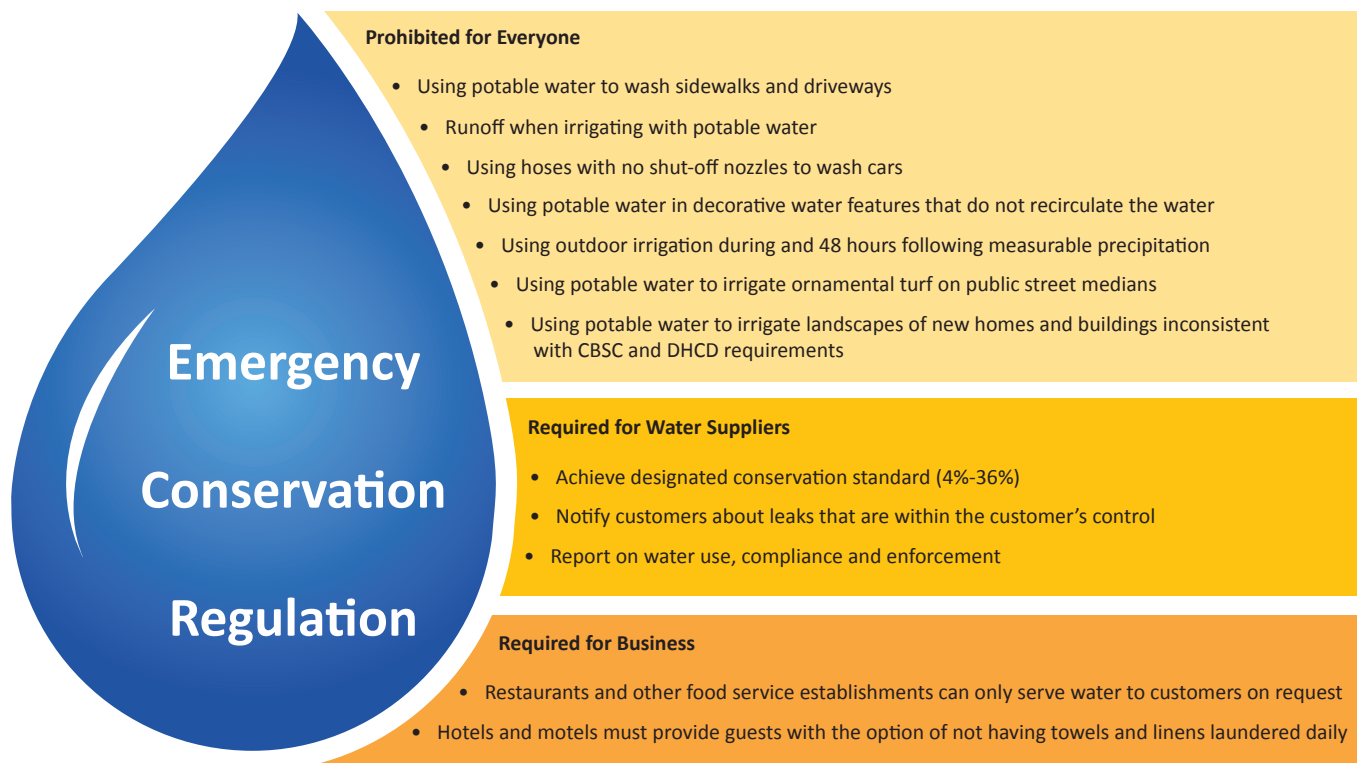 Emergency
Conservation
Regulation
Prohibited for Everyone
• Using potable water to wash sidewalks and driveways
• Runoff when irrigating with potable water
• Using hoses with no shut-off nozzles to wash cars
• Using potable water in decorative water features that do not recirculate the water
• Using outdoor irrigation during and 48 hours following measurable precipitation
• Using potable water to irrigate ornamental turf on public street medians
• Using potable water to irrigate landscapes of new homes and buildings inconsistent
with CBSC and DHCD requirements
Required for Water Suppliers
• Achieve designated conservation standard (4%-36%)
• Notify customers about leaks that are within the customer’s control
• Report on water use, compliance and enforcement
Required for Business
• Restaurants and other food service establishments can only serve water to customers on request
• Hotels and motels must provide guests with the option of not having towels and linens laundered daily